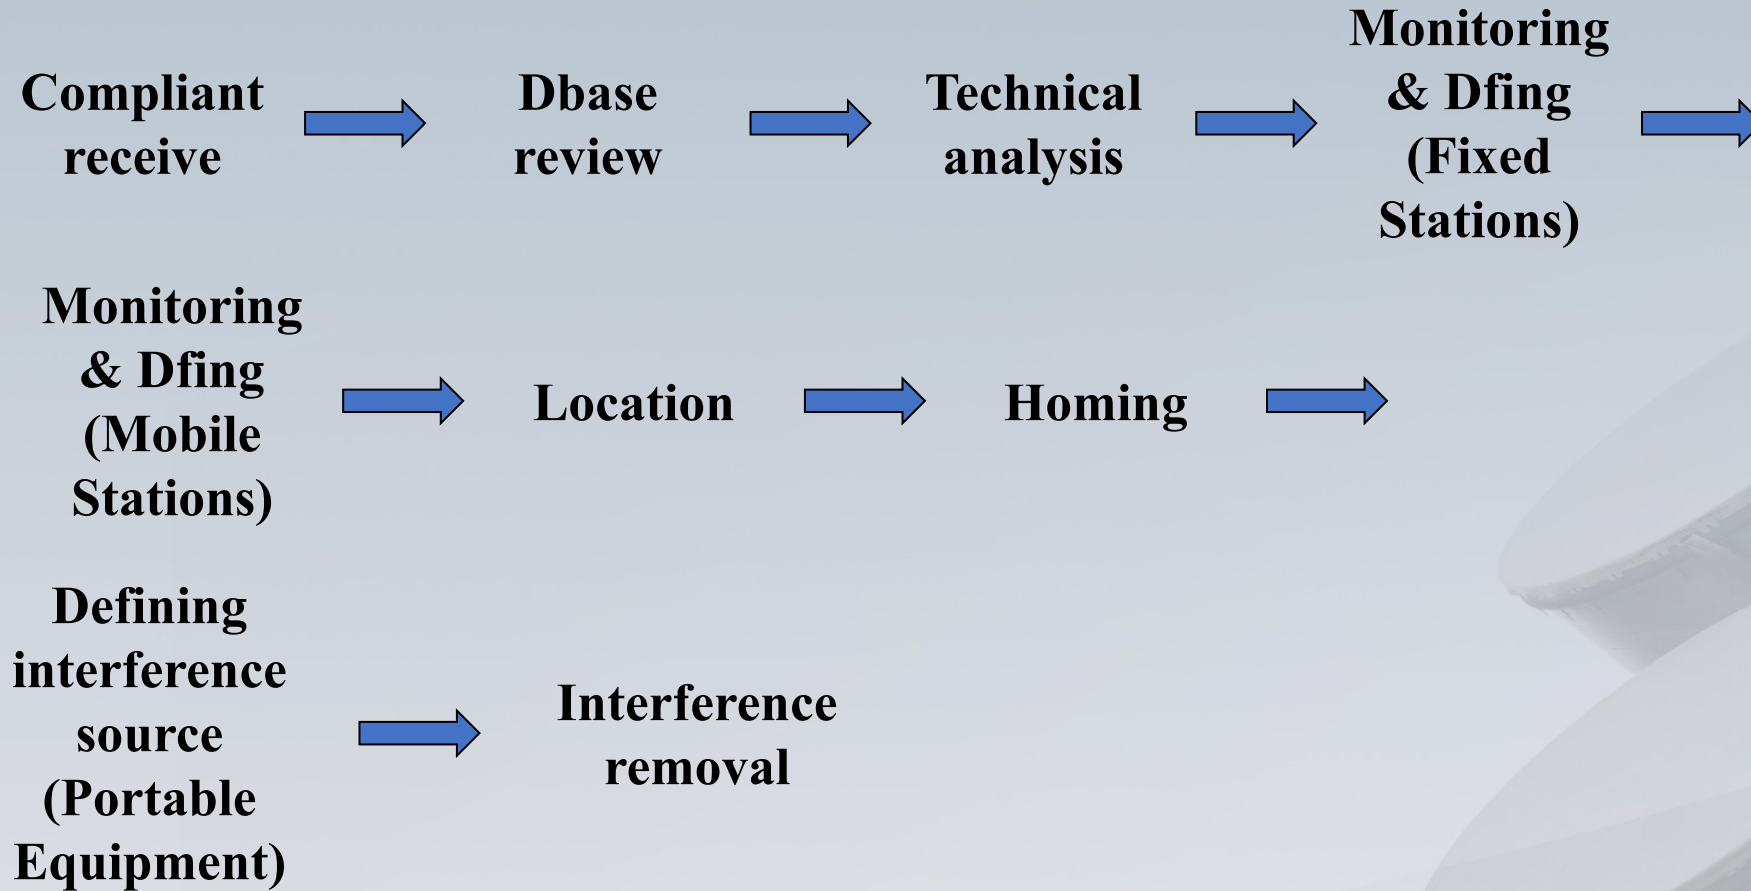 Compliant
receive
Dbase
review
Technical
analysis
Monitoring
& Dfing
(Fixed
Stations)
Monitoring
& Dfing
(Mobile
Stations)
Location
Homing
Defining
interference
source
(Portable
Equipment)
Interference
removal